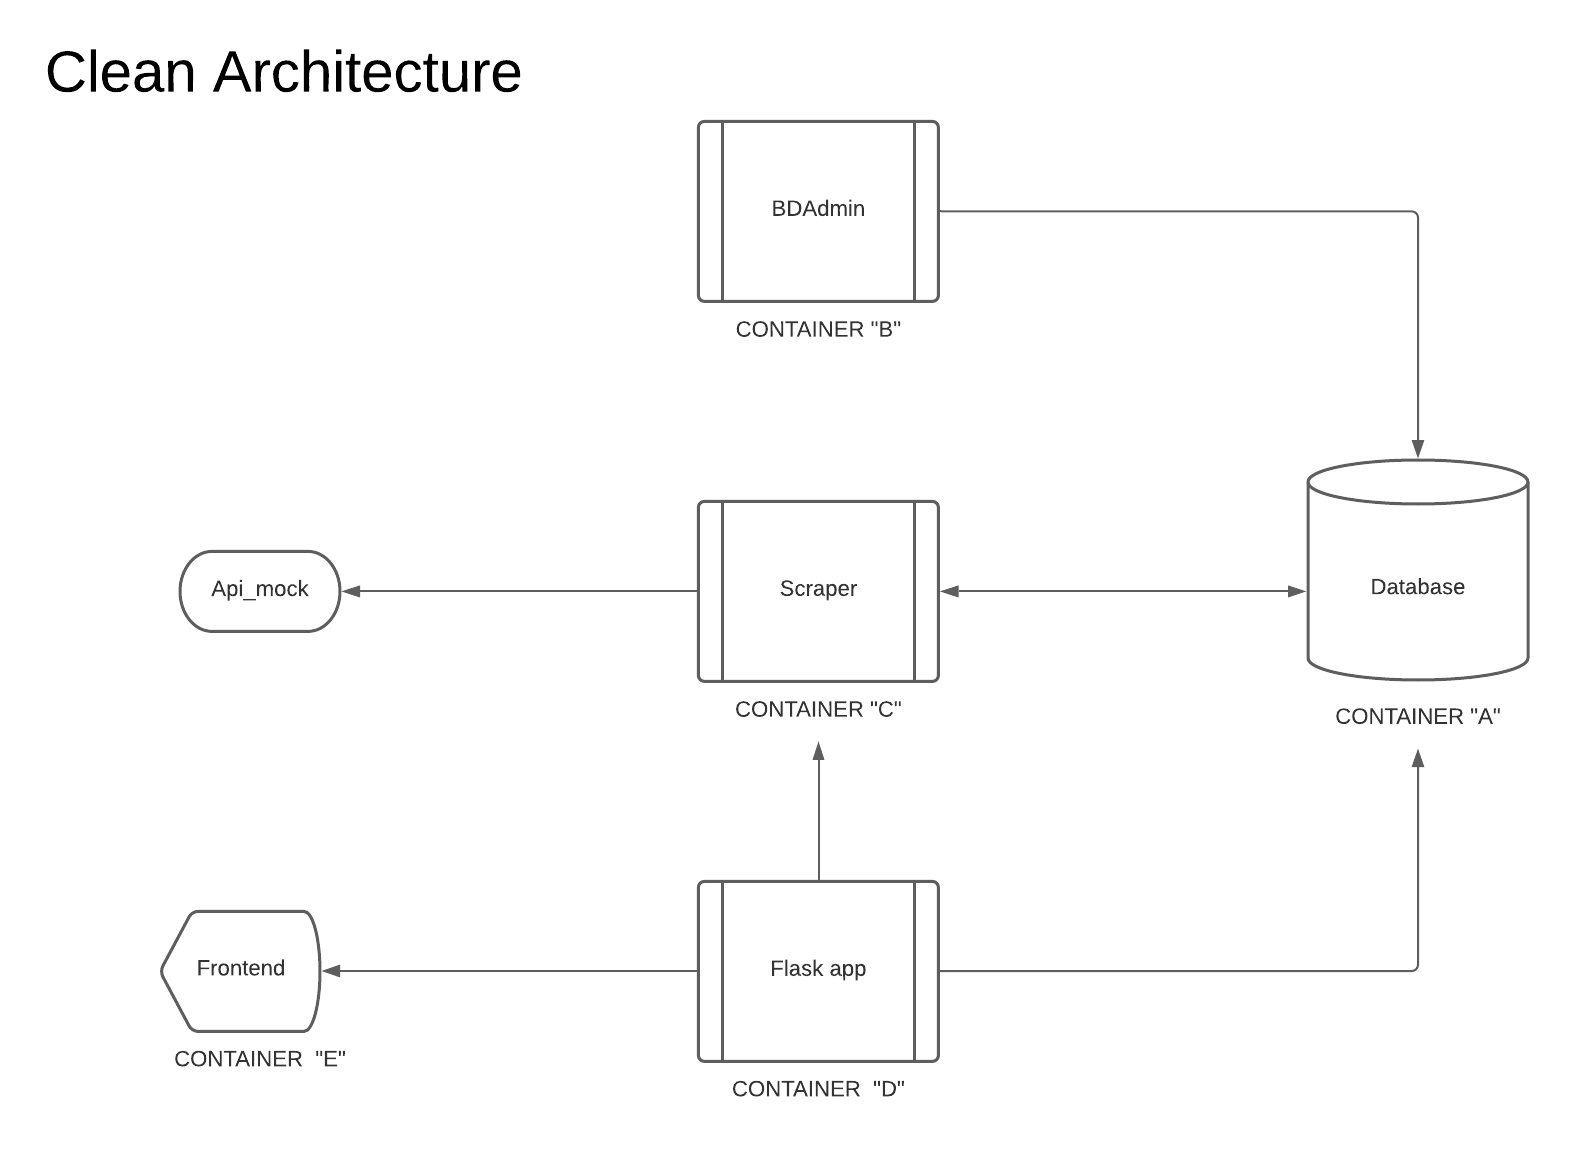 Clean Architecture
BDAdmin
CONTAINER "B"
Api_mock
Scraper
Database
CONTAINER "C"
CONTAINER "A"
Frontend
Flask app
CONTAINER  "E"
CONTAINER  "D"